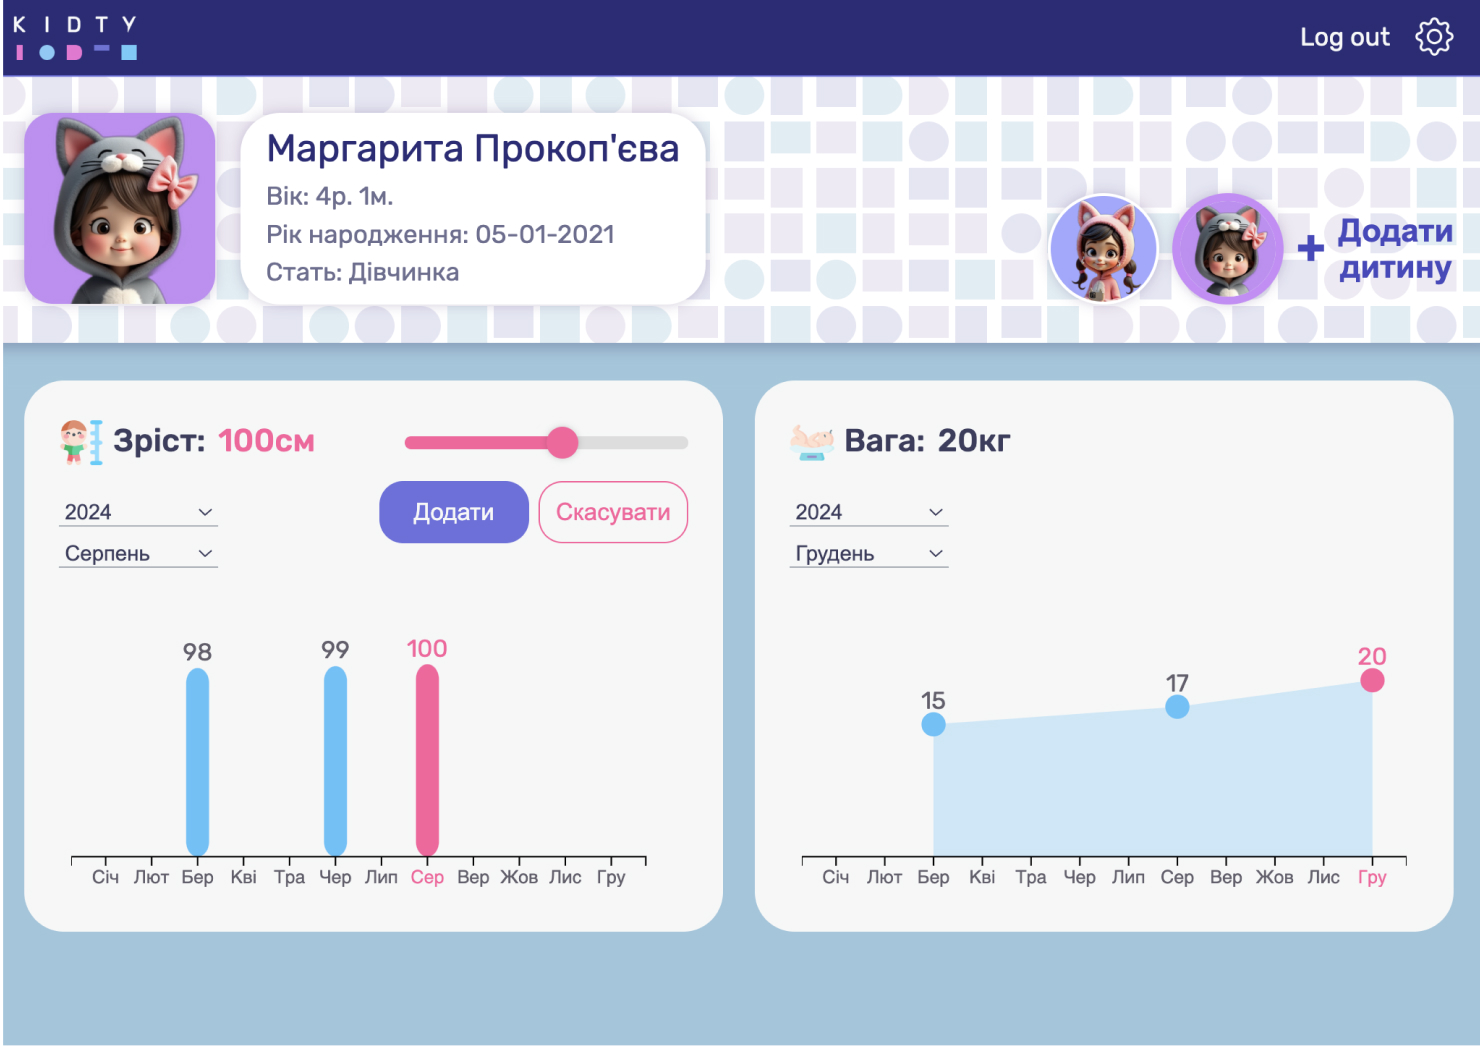 KIDTY
Log out
Маргарита Прокоп'єва
Вік: 4р. 1м.
Рік народження: 05-01-2021
Стать: Дівчинка
+ Додати
дитину
Зріст: 100см
2024
Додати
Скасувати
Серпень
98
99
100
Січ Лют Бер Кві Тра Чер Лип Сер Вер Жов Лис Гру
Вага: 20кг
2024
Грудень
15
17
20
Січ Лют Бер Кві Тра Чер Лип Сер Вер Жов Лис Гру